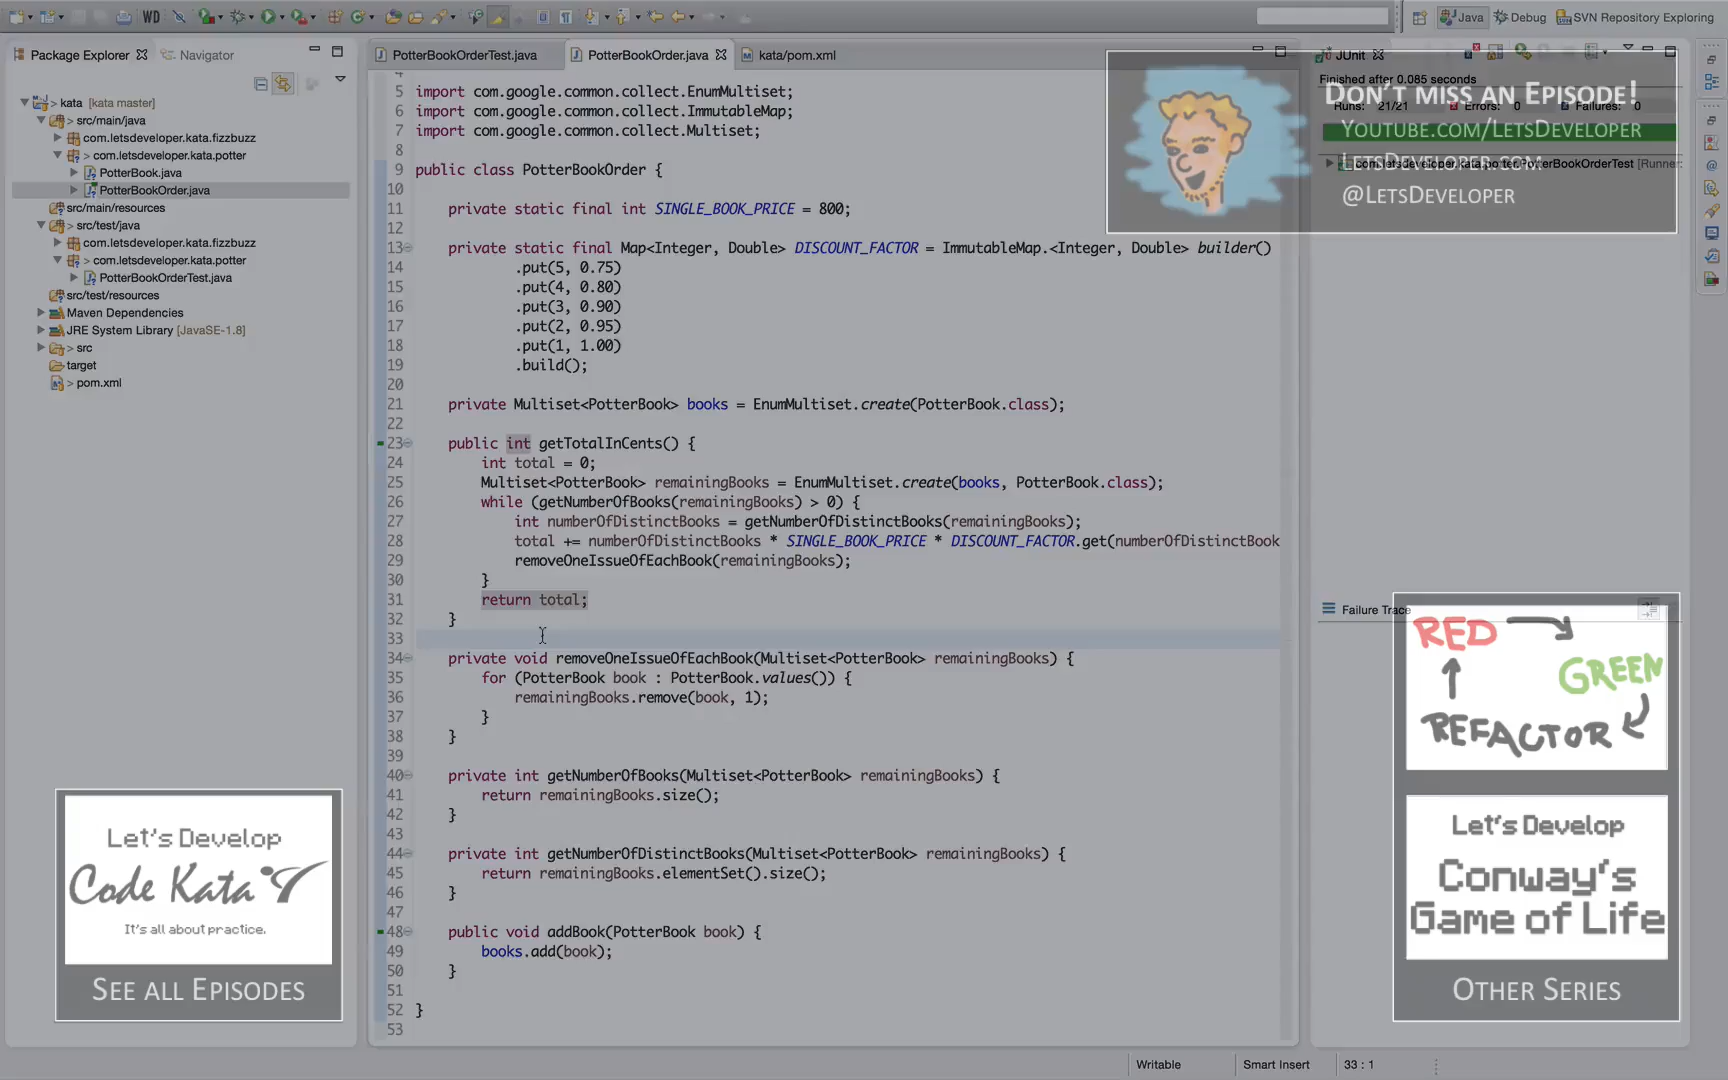 WD
Java
Debug
SVN Repository Exploring
Package Explorer
Navigator
> kata [kata master]
src/main/java
com.letsdeveloper.kata.fizzbuzz
> com.letsdeveloper.kata.potter
PotterBook.java
PotterBookOrder.java
src/main/resources
src/test/java
com.letsdeveloper.kata.fizzbuzz
> com.letsdeveloper.kata.potter
PotterBookOrderTest.java
src/test/resources
Maven Dependencies
JRE System Library [JavaSE-1.8]
> src
target
> pom.xml
PotterBookOrderTest.java
PotterBookOrder.java
kata/pom.xml
4
5 import com.google.common.collect.EnumMultiset;
6 import com.google.common.collect.ImmutableMap;
7 import com.google.common.collect.Multiset;
8
9 public class PotterBookOrder {
10
11 private static final int SINGLE_BOOK_PRICE = 800;
12
13 private static final Map<Integer, Double> DISCOUNT_FACTOR = ImmutableMap.<Integer, Double> builder()
14 .put(5, 0.75)
15 .put(4, 0.80)
16 .put(3, 0.90)
17 .put(2, 0.95)
18 .put(1, 1.00)
19 .build();
20
21 private Multiset<PotterBook> books = EnumMultiset.create(PotterBook.class);
22
23 public int getTotalInCents() {
24 int total = 0;
25 Multiset<PotterBook> remainingBooks = EnumMultiset.create(books, PotterBook.class);
26 while (getNumberOfBooks(remainingBooks) > 0) {
27 int numberOfDistinctBooks = getNumberOfDistinctBooks(remainingBooks);
28 total += numberOfDistinctBooks * SINGLE_BOOK_PRICE * DISCOUNT_FACTOR.get(numberOfDistinctBook
29 removeOneIssueOfEachBook(remainingBooks);
30 }
31 return total;
32 }
33
34 private void removeOneIssueOfEachBook(Multiset<PotterBook> remainingBooks) {
35 for (PotterBook book : PotterBook.values()) {
36 remainingBooks.remove(book, 1);
37 }
38 }
39
40 private int getNumberOfBooks(Multiset<PotterBook> remainingBooks) {
41 return remainingBooks.size();
42 }
43
44 private int getNumberOfDistinctBooks(Multiset<PotterBook> remainingBooks) {
45 return remainingBooks.elementSet().size();
46 }
47
48 public void addBook(PotterBook book) {
49 books.add(book);
50 }
51
52 }
53
JUnit
Finished after 0.085 seconds
Runs: 21/21 Errors: 0 Failures: 0
com.letsdeveloper.kata.potter.PotterBookOrderTest [Runner:
Don't miss an Episode!
Youtube.com/LetsDeveloper
LetsDeveloper.com
@LetsDeveloper
Failure Trace
RED
GREEN
REFACTOR
Let's Develop
Conway's
Game of Life
Other Series
Let's Develop
Code Kata
It's all about practice.
See all Episodes
Writable
Smart Insert
33 : 1